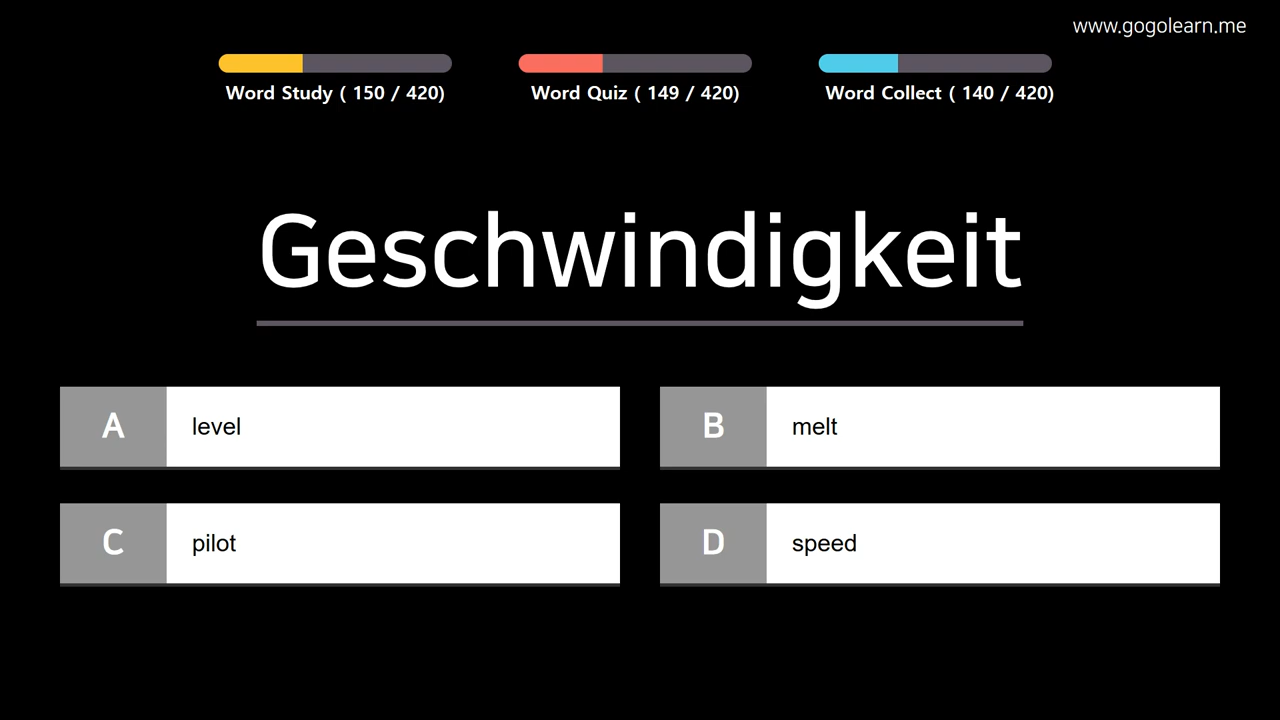 www.gogolearn.me
Word Study ( 150 / 420)
Word Quiz ( 149 / 420)
Word Collect ( 140 / 420)
Geschwindigkeit
A level
B melt
C pilot
D speed